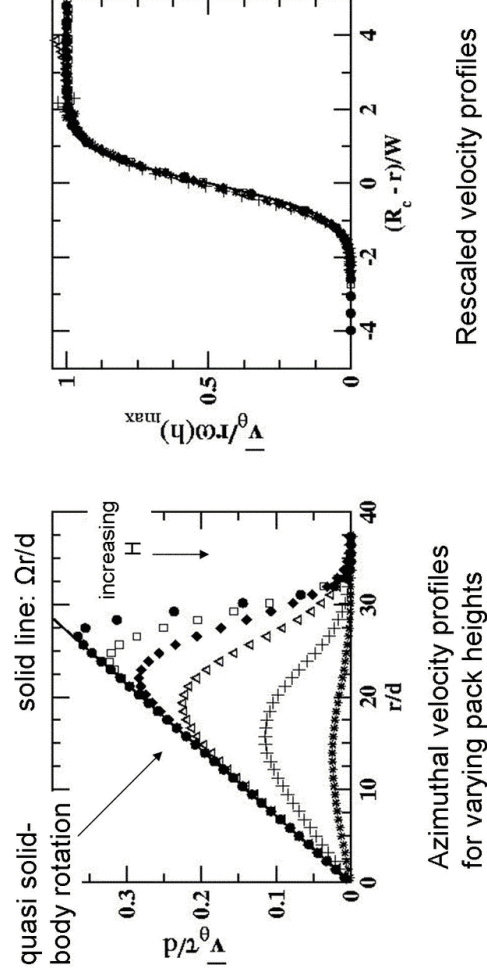 quasi solid-
body rotation
solid line: Ωr/d
increasing
H
v̅θ τ/d
0.3
0.2
0.1
0
0 10 20 30 40
r/d
Azimuthal velocity profiles
for varying pack heights
v̅θ/rω(h)max
1
0.5
0
-4 -2 0 2 4
(Rc - r)/W
Rescaled velocity profiles